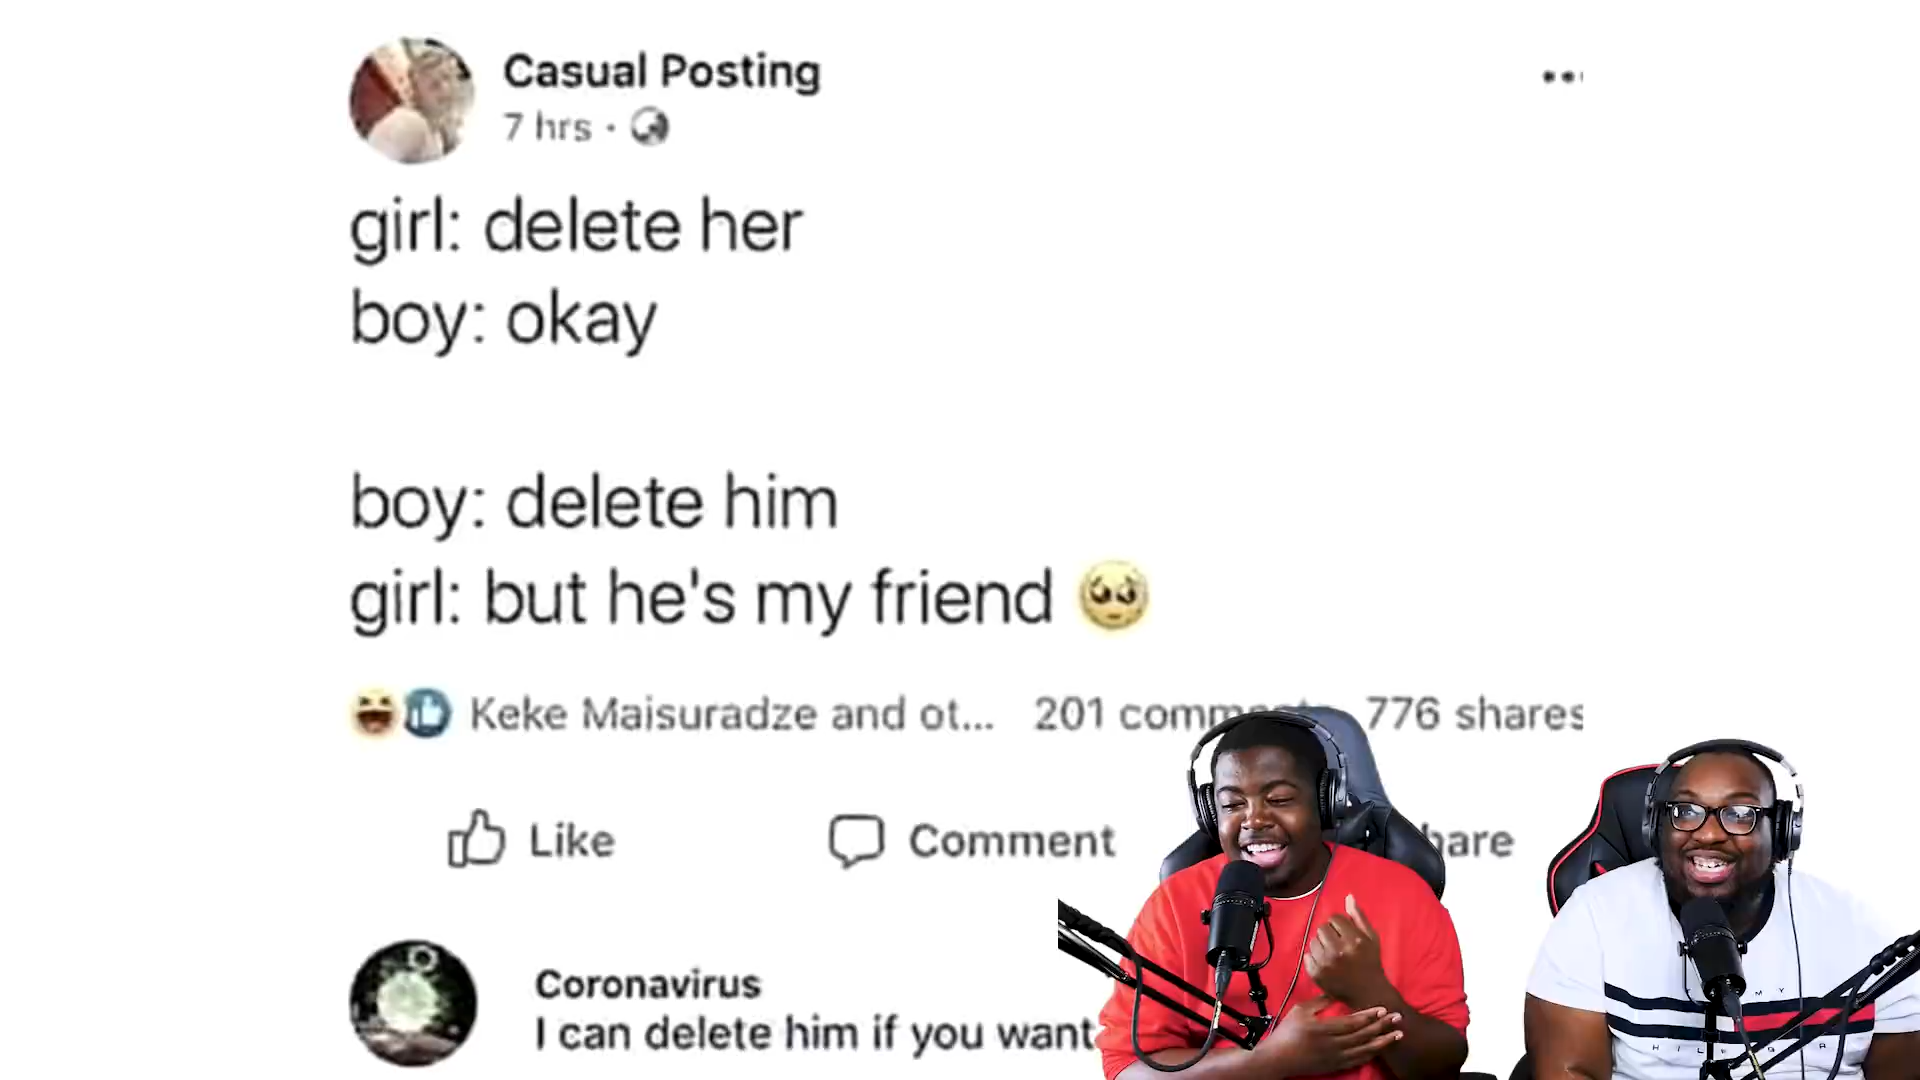 Casual Posting
7 hrs ·
girl: delete her
boy: okay
boy: delete him
girl: but he's my friend 🥺
Keke Maisuradze and ot... 201 comm 776 shares
Like Comment hare
Coronavirus
I can delete him if you want